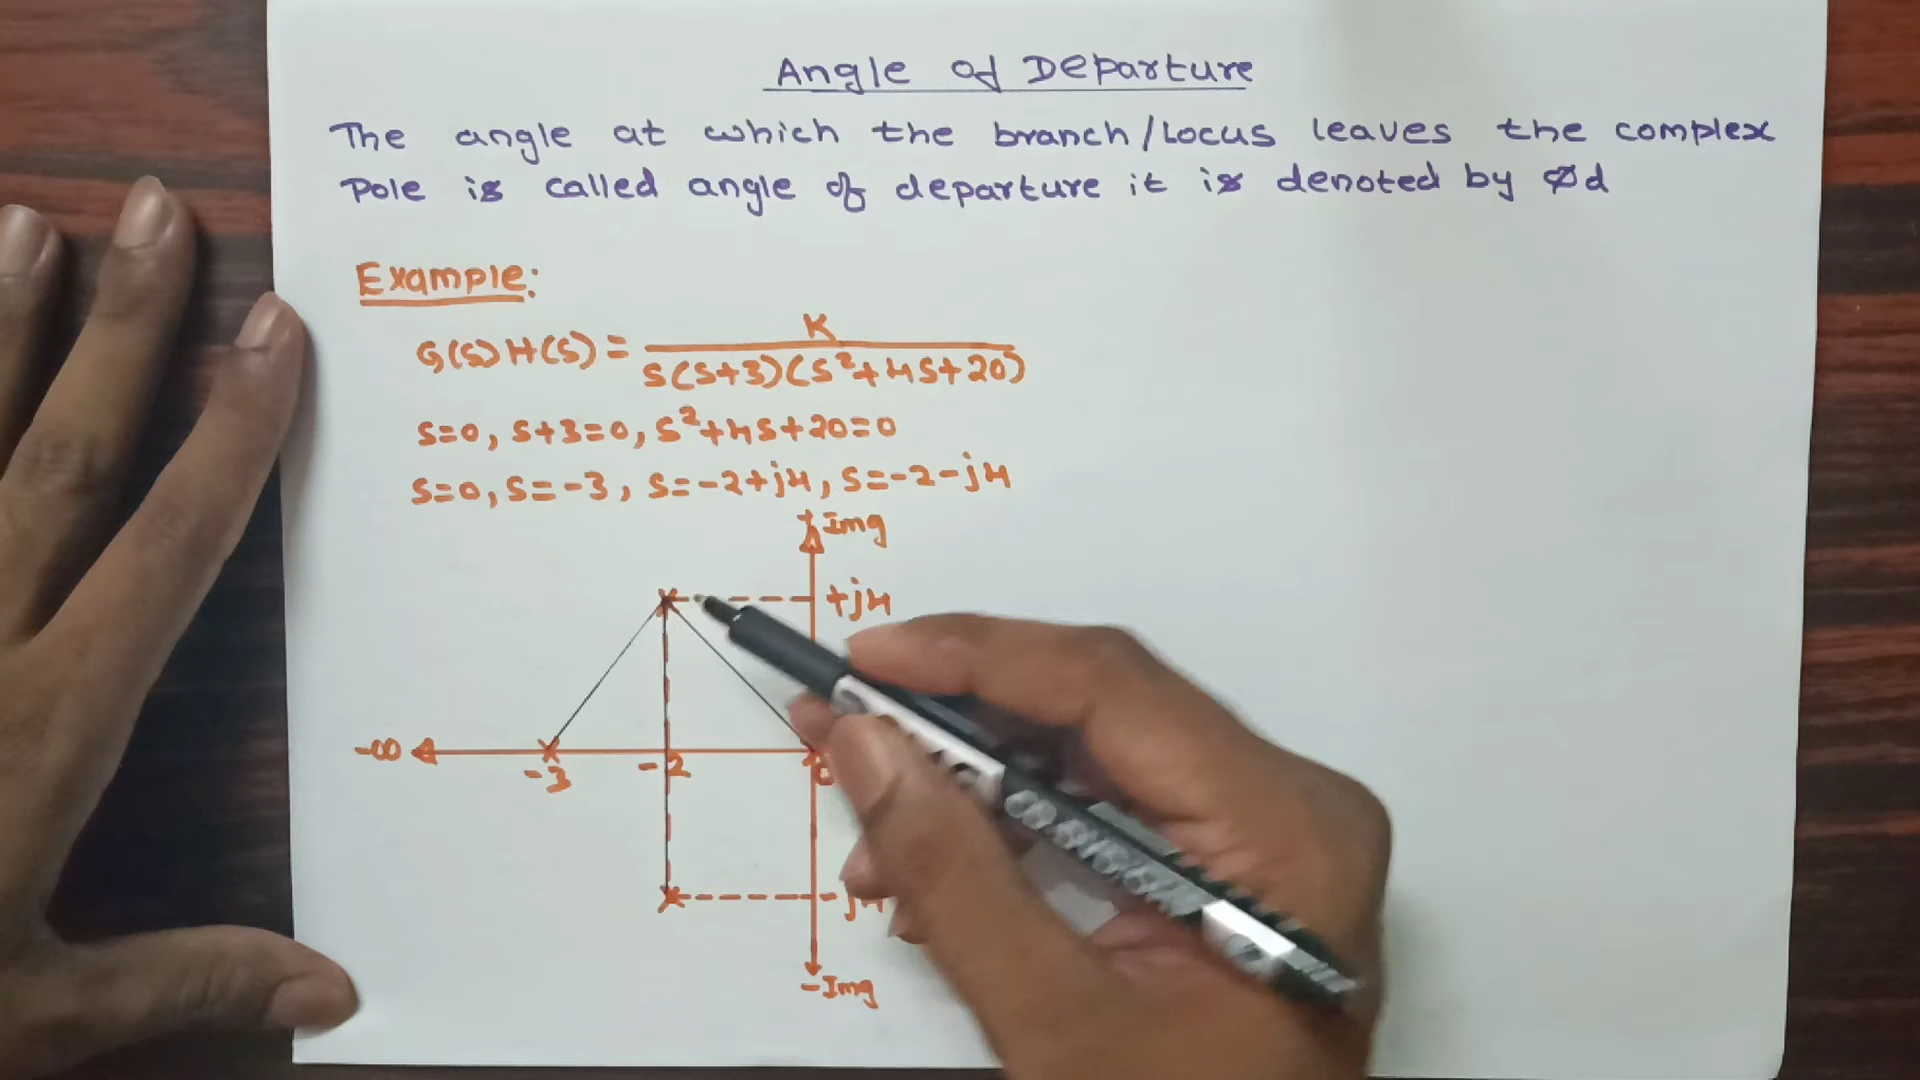 Angle of Departure
The angle at which the branch/Locus leaves the complex
Pole is called angle of departure it is denoted by Ød
Example:
G(S)H(S) = K / S(S+3)(S²+4S+20)
S=0, S+3=0, S²+4S+20=0
S=0, S=-3, S=-2+j4, S=-2-j4
Img
+j4
-∞
-3
-2
-j4
-Img